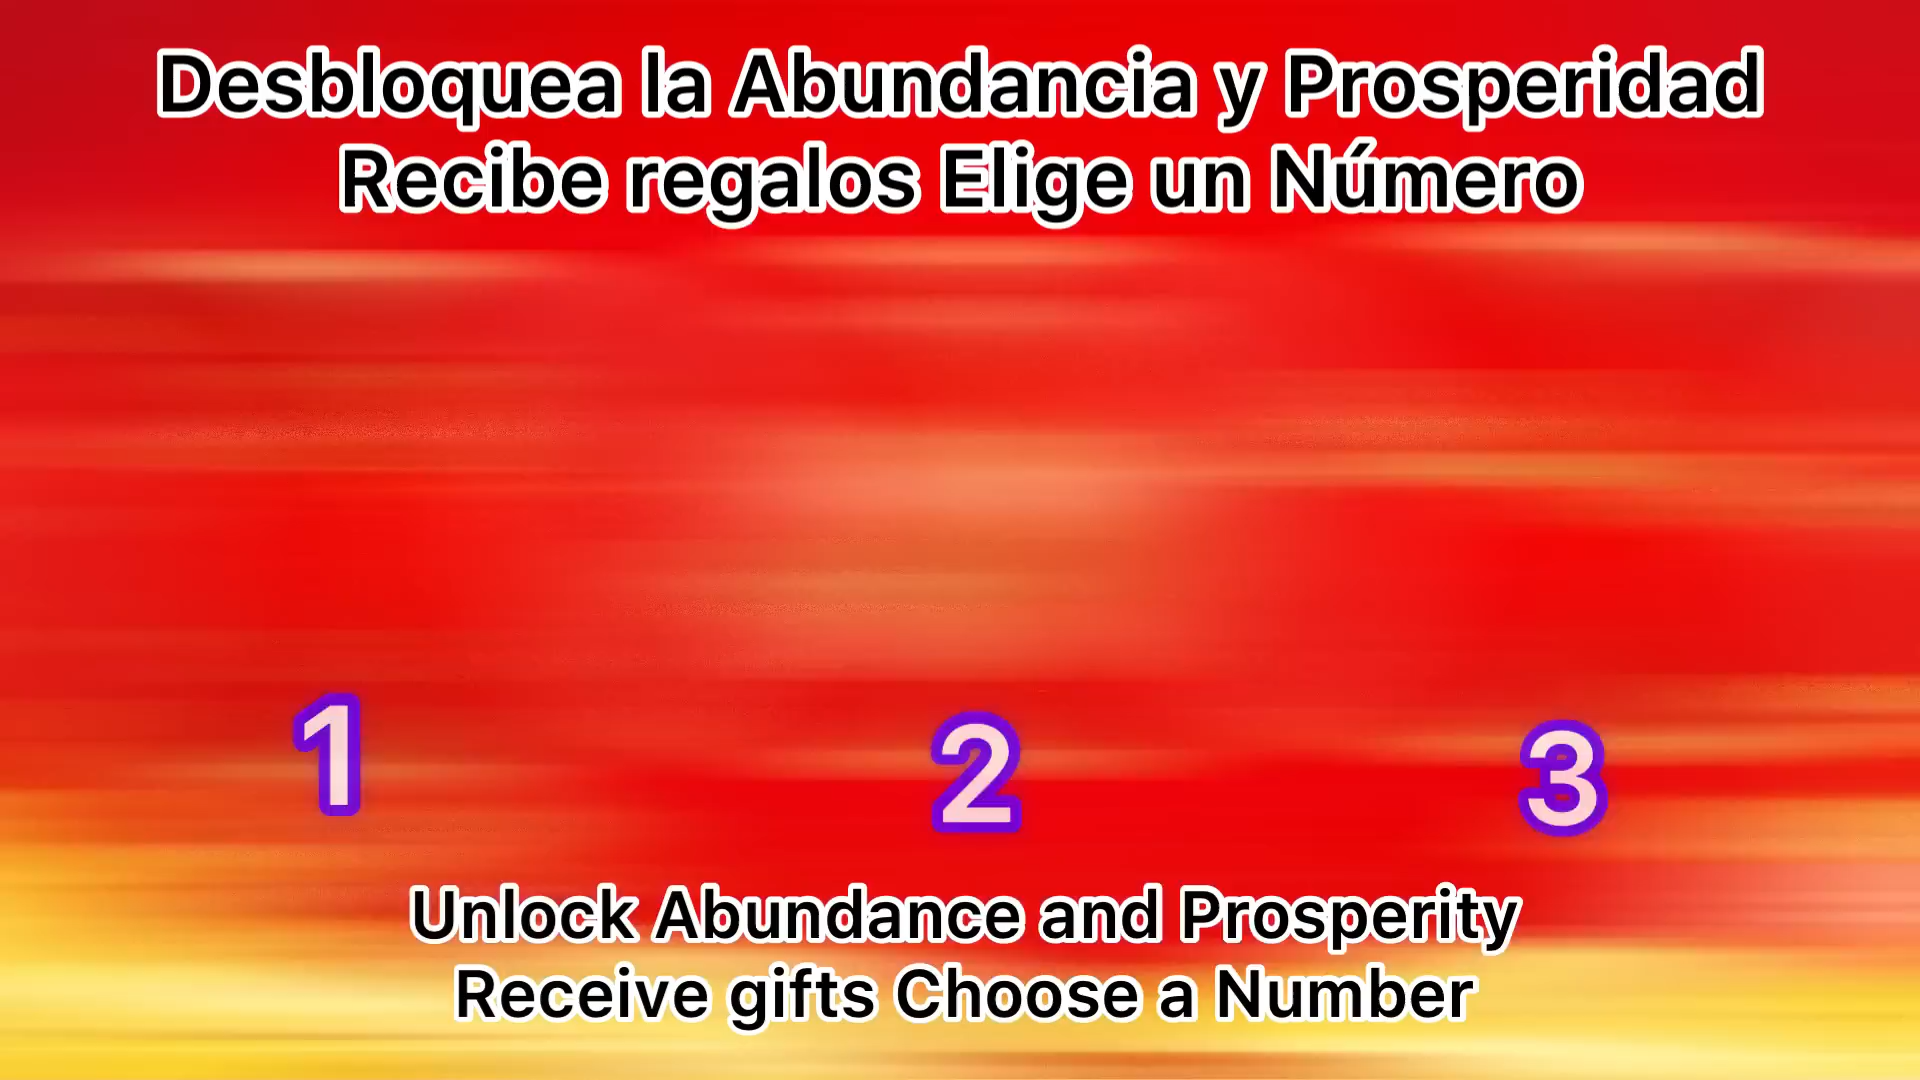 Desbloquea la Abundancia y Prosperidad
Recibe regalos Elige un Número
1 2 3
Unlock Abundance and Prosperity
Receive gifts Choose a Number